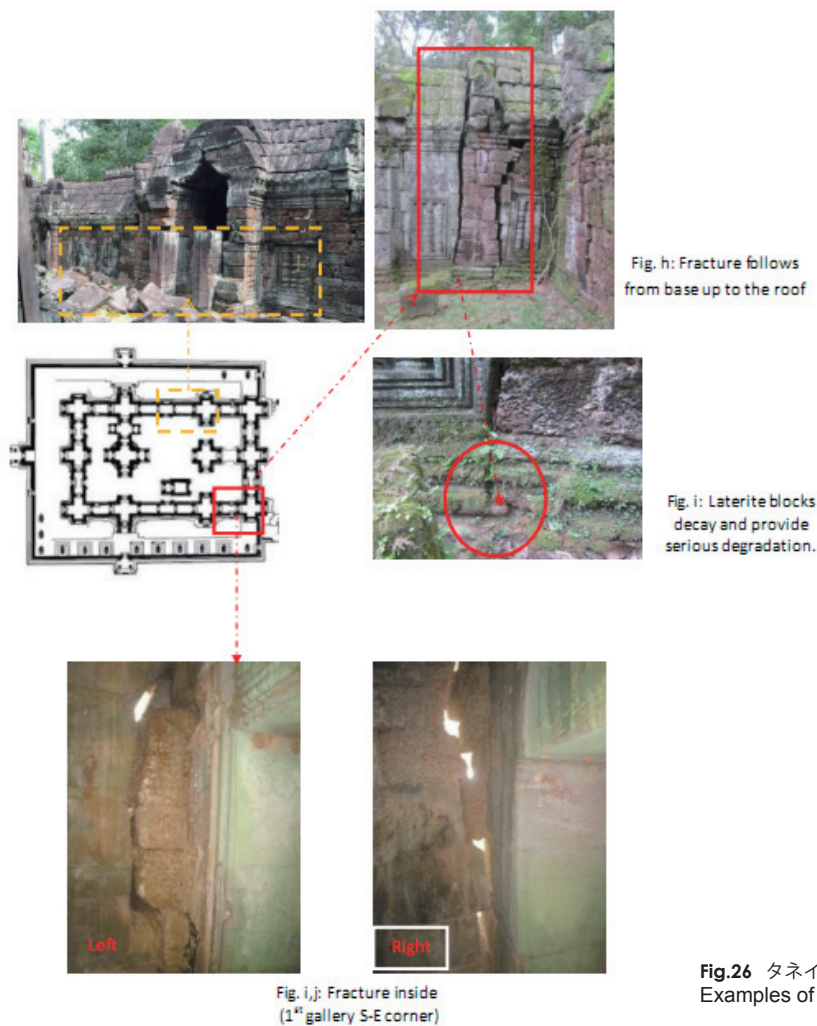 Fig. h: Fracture follows
from base up to the roof
Fig. i: Laterite blocks
decay and provide
serious degradation.
Left
Right
Fig. i,j: Fracture inside
(1st gallery S-E corner)
Fig.26 タネイ
Examples of